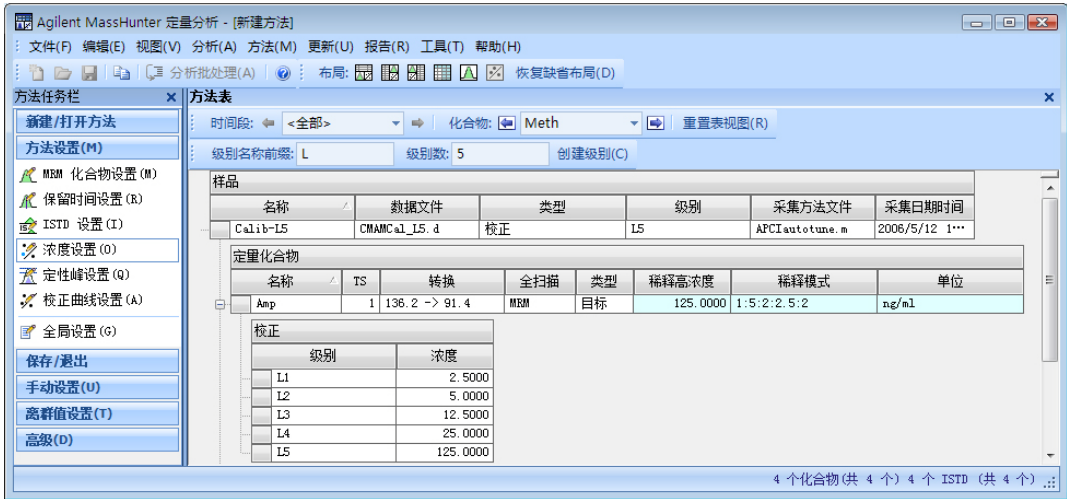 Agilent MassHunter 定量分析 - [新建方法]
文件(F) 编辑(E) 视图(V) 分析(A) 方法(M) 更新(U) 报告(R) 工具(T) 帮助(H)
分析批处理(A) 布局: 恢复缺省布局(D)
方法任务栏
新建/打开方法
方法设置(M)
MRM 化合物设置(M)
保留时间设置(R)
ISTD 设置(I)
浓度设置(O)
定性峰设置(Q)
校正曲线设置(A)
全局设置(G)
保存/退出
手动设置(U)
离群值设置(T)
高级(D)
方法表
时间段: <全部> 化合物: Meth 重置表视图(R)
级别名称前缀: L 级别数: 5 创建级别(C)
样品
名称 数据文件 类型 级别 采集方法文件 采集日期时间
Calib-L5 CMAMCal_L5.d 校正 L5 APCIautotune.m 2006/5/12 1…
定量化合物
名称 TS 转换 全扫描 类型 稀释高浓度 稀释模式 单位
Amp 1 136.2 -> 91.4 MRM 目标 125.0000 1:5:2:2.5:2 ng/ml
校正
级别 浓度
L1 2.5000
L2 5.0000
L3 12.5000
L4 25.0000
L5 125.0000
4 个化合物(共 4 个) 4 个 ISTD (共 4 个)